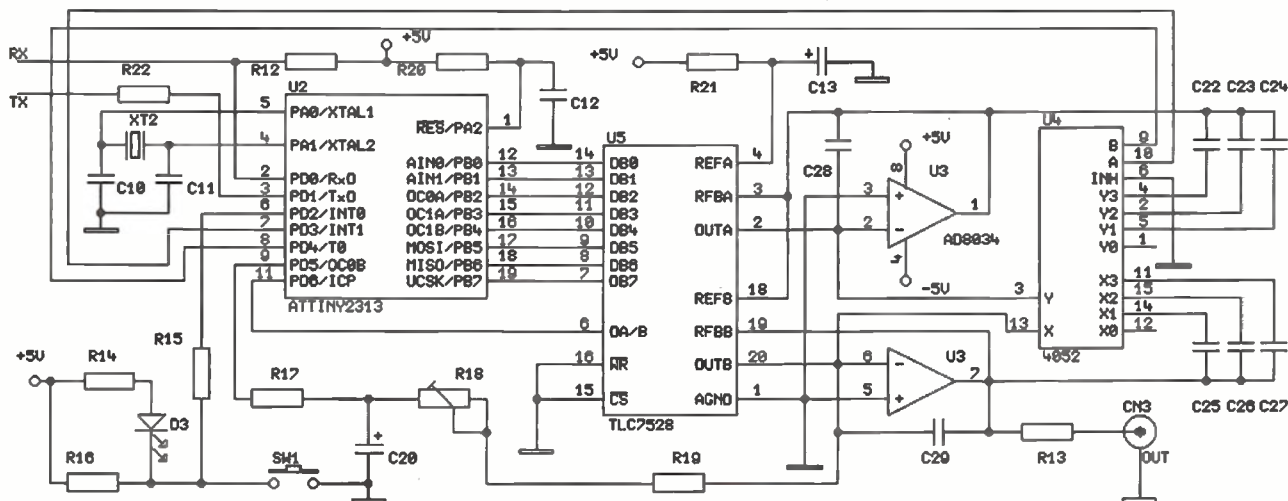 +5V
+5V
RX
R12
R20
R21
C13
R22
U2
TX
C22 C23 C24
XT2
5 PA0/XTAL1
4 PA1/XTAL2
RES/PA2 1
C12
C10
C11
2 PD0/RxD
3 PD1/TxD
6 PD2/INT0
7 PD3/INT1
8 PD4/T0
9 PD5/OC0B
11 PD6/ICP
AIN0/PB0 12
AIN1/PB1 13
OC0A/PB2 14
OC1A/PB3 15
OC1B/PB4 16
MOSI/PB5 17
MISO/PB6 18
UCSK/PB7 19
ATTINY2313
U5
14 DB0
13 DB1
12 DB2
11 DB3
10 DB4
9 DB5
8 DB6
7 DB7
6 DA/B
16 WR
15 CS
REFA 4
RFBA 3
OUTA 2
REFB 18
RFBB 19
OUTB 20
AGND 1
TLC7528
C28
+5V
8
U3
3 +
2 -
1
AD8034
4
-5V
U4
B 9
A 10
INH 6
Y3 4
Y2 2
Y1 5
Y0 1
X3 11
X2 15
X1 14
X0 12
3 Y
13 X
4052
6 -
5 +
U3
7
C25 C26 C27
R15
+5V
R14
D3
R16
SW1
R17
R18
C20
R19
C29
R13
CN3
OUT